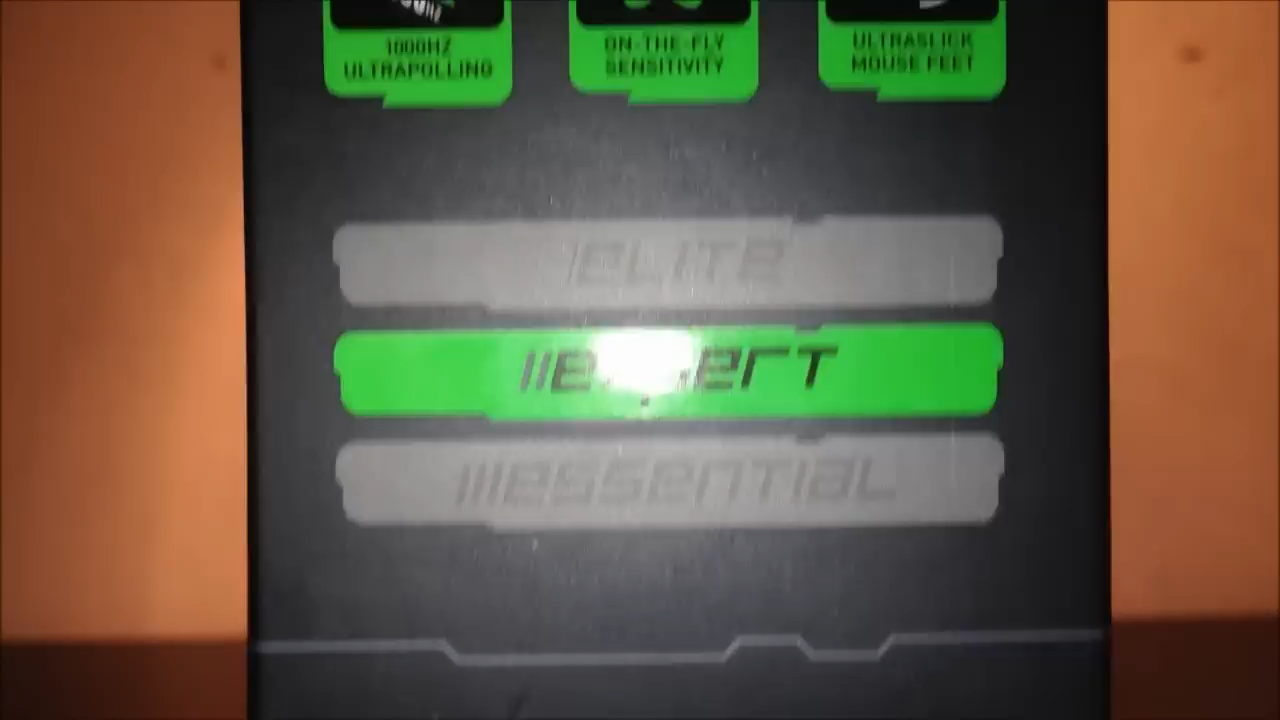 1000HZ
ULTRAPOLLING
ON-THE-FLY
SENSITIVITY
ULTRASLICK
MOUSE FEET
ELITE
ESSENTIAL